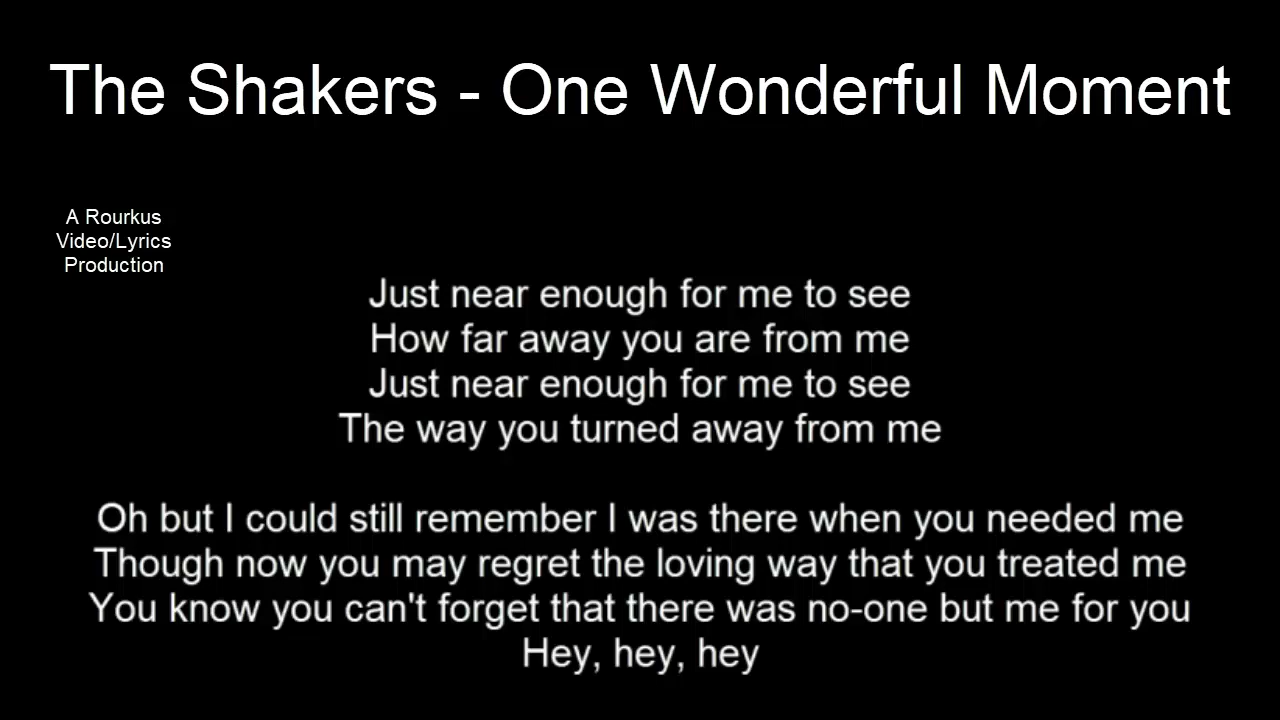 The Shakers - One Wonderful Moment
A Rourkus
Video/Lyrics
Production
Just near enough for me to see
How far away you are from me
Just near enough for me to see
The way you turned away from me
Oh but I could still remember I was there when you needed me
Though now you may regret the loving way that you treated me
You know you can't forget that there was no-one but me for you
Hey, hey, hey